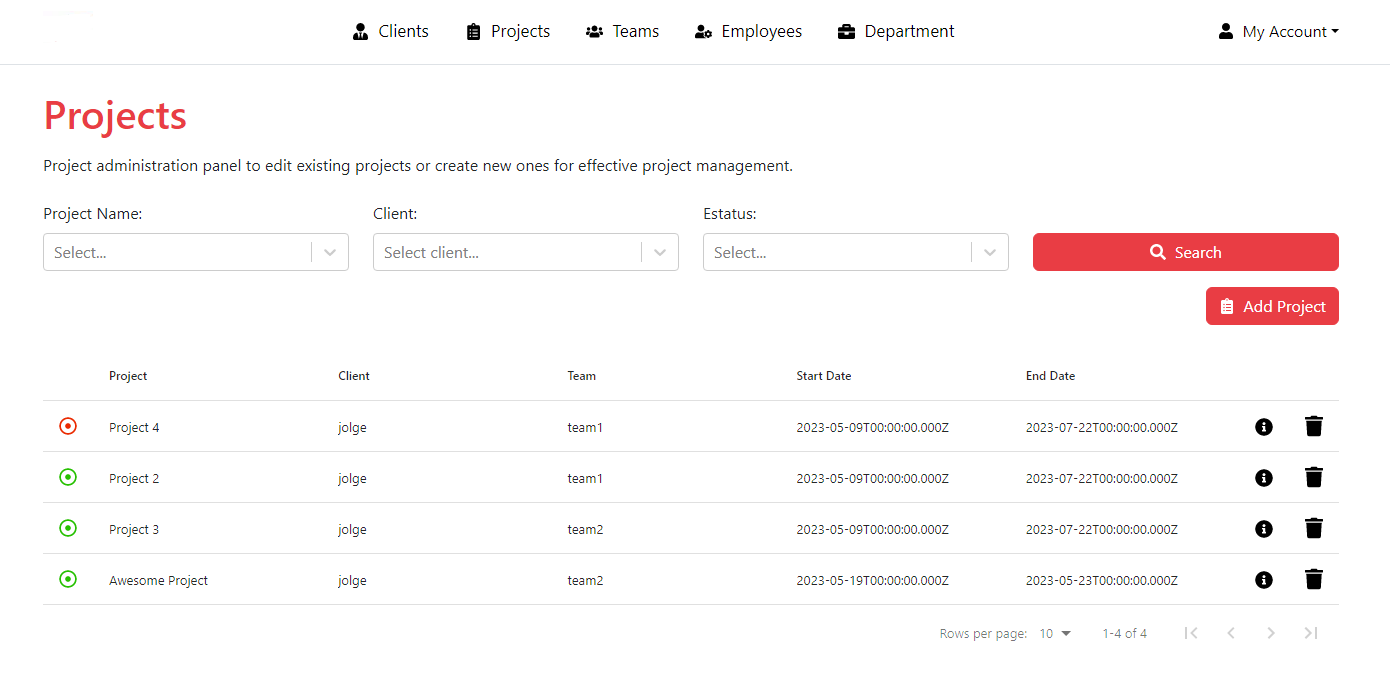 Clients Projects Teams Employees Department My Account
Projects
Project administration panel to edit existing projects or create new ones for effective project management.
Project Name: Client: Estatus:
Select... Select client... Select... Search
Add Project
Project Client Team Start Date End Date
Project 4 jolge team1 2023-05-09T00:00:00.000Z 2023-07-22T00:00:00.000Z
Project 2 jolge team1 2023-05-09T00:00:00.000Z 2023-07-22T00:00:00.000Z
Project 3 jolge team2 2023-05-09T00:00:00.000Z 2023-07-22T00:00:00.000Z
Awesome Project jolge team2 2023-05-19T00:00:00.000Z 2023-05-23T00:00:00.000Z
Rows per page: 10 1-4 of 4